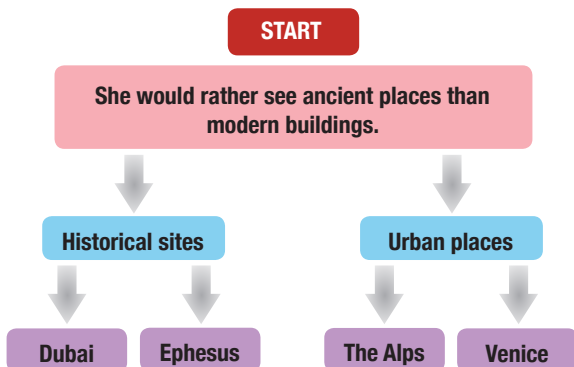 START
She would rather see ancient places than
modern buildings.
Historical sites
Urban places
Dubai
Ephesus
The Alps
Venice